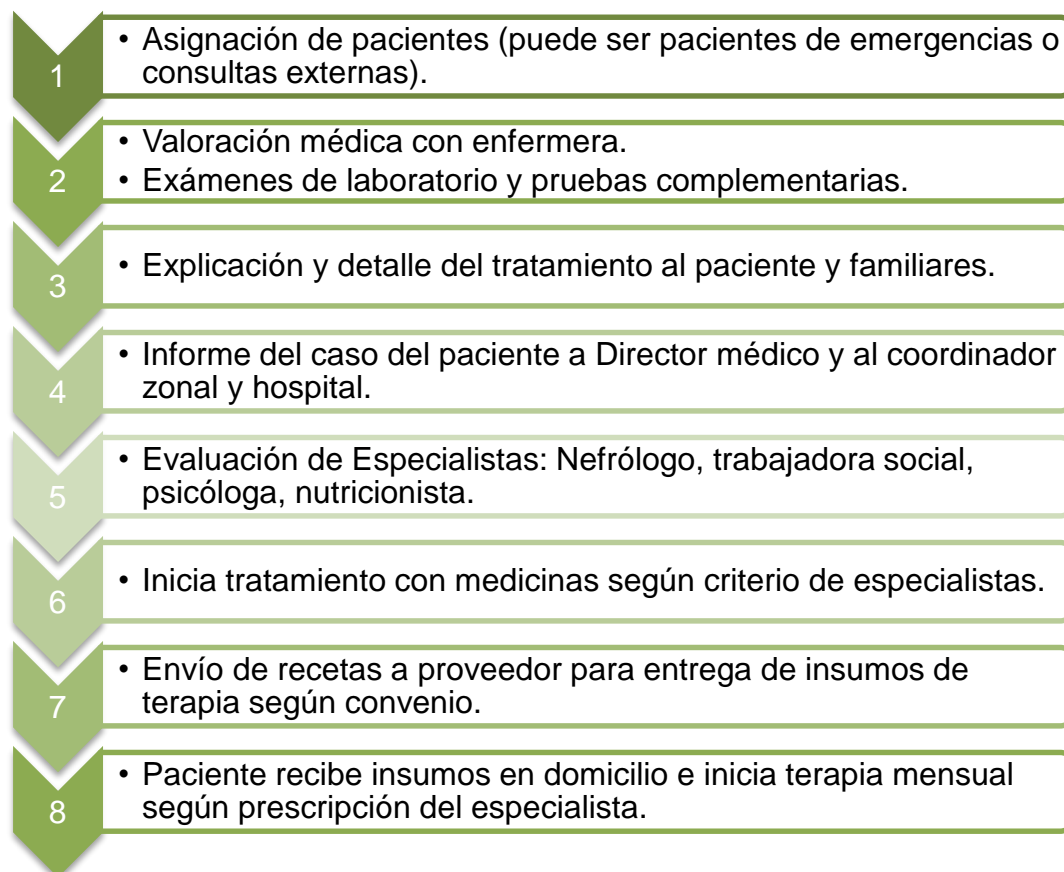 1
• Asignación de pacientes (puede ser pacientes de emergencias o
consultas externas).
2
• Valoración médica con enfermera.
• Exámenes de laboratorio y pruebas complementarias.
3
• Explicación y detalle del tratamiento al paciente y familiares.
4
• Informe del caso del paciente a Director médico y al coordinador
zonal y hospital.
5
• Evaluación de Especialistas: Nefrólogo, trabajadora social,
psicóloga, nutricionista.
6
• Inicia tratamiento con medicinas según criterio de especialistas.
7
• Envío de recetas a proveedor para entrega de insumos de
terapia según convenio.
8
• Paciente recibe insumos en domicilio e inicia terapia mensual
según prescripción del especialista.